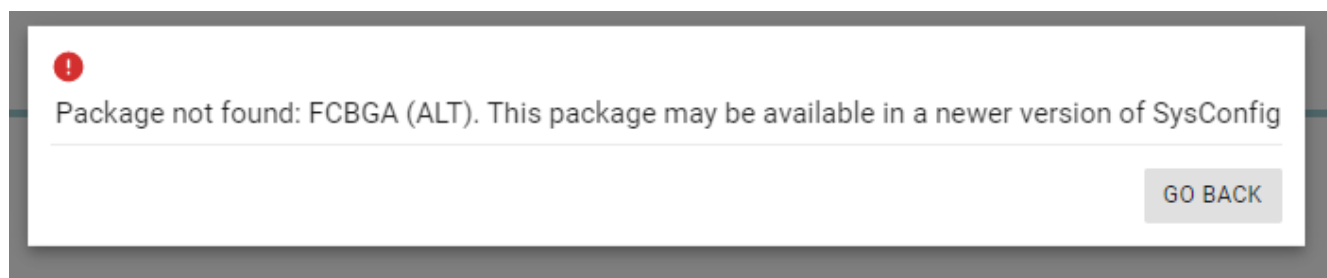 Package not found: FCBGA (ALT). This package may be available in a newer version of SysConfig
GO BACK